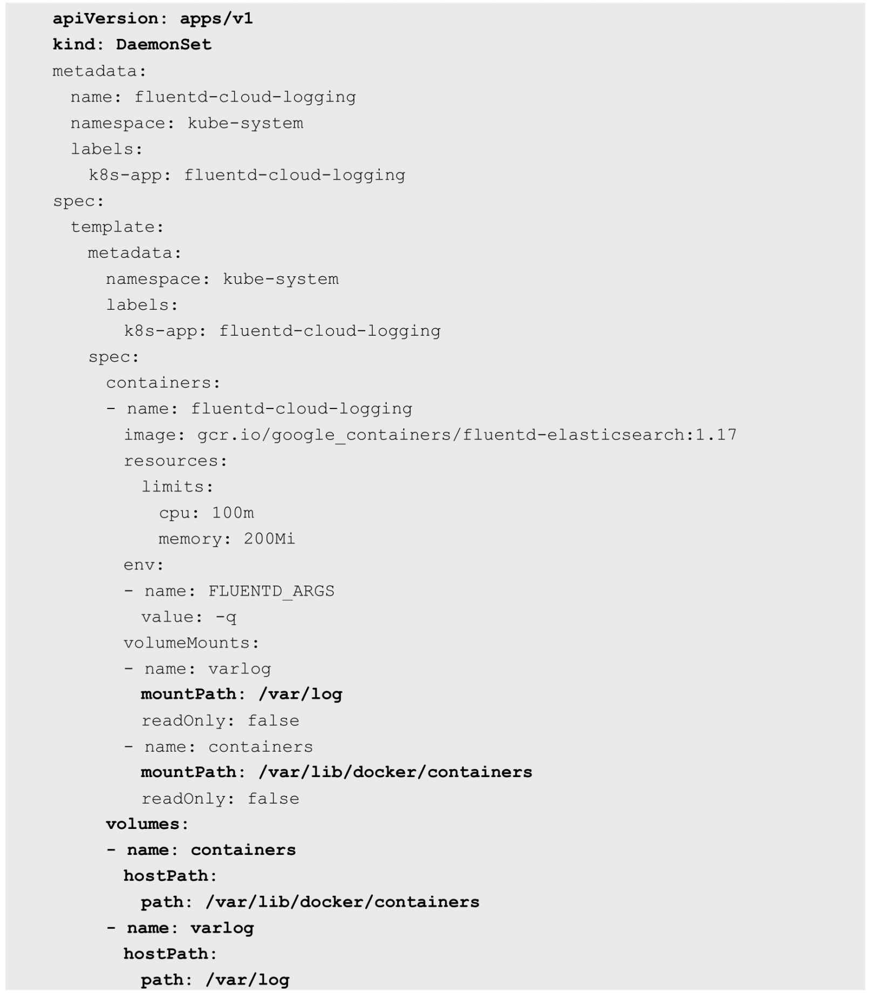 apiVersion: apps/v1
kind: DaemonSet
metadata:
  name: fluentd-cloud-logging
  namespace: kube-system
  labels:
    k8s-app: fluentd-cloud-logging
spec:
  template:
    metadata:
      namespace: kube-system
      labels:
        k8s-app: fluentd-cloud-logging
    spec:
      containers:
      - name: fluentd-cloud-logging
        image: gcr.io/google_containers/fluentd-elasticsearch:1.17
        resources:
          limits:
            cpu: 100m
            memory: 200Mi
        env:
        - name: FLUENTD_ARGS
          value: -q
        volumeMounts:
        - name: varlog
          mountPath: /var/log
          readOnly: false
        - name: containers
          mountPath: /var/lib/docker/containers
          readOnly: false
      volumes:
      - name: containers
        hostPath:
          path: /var/lib/docker/containers
      - name: varlog
        hostPath:
          path: /var/log